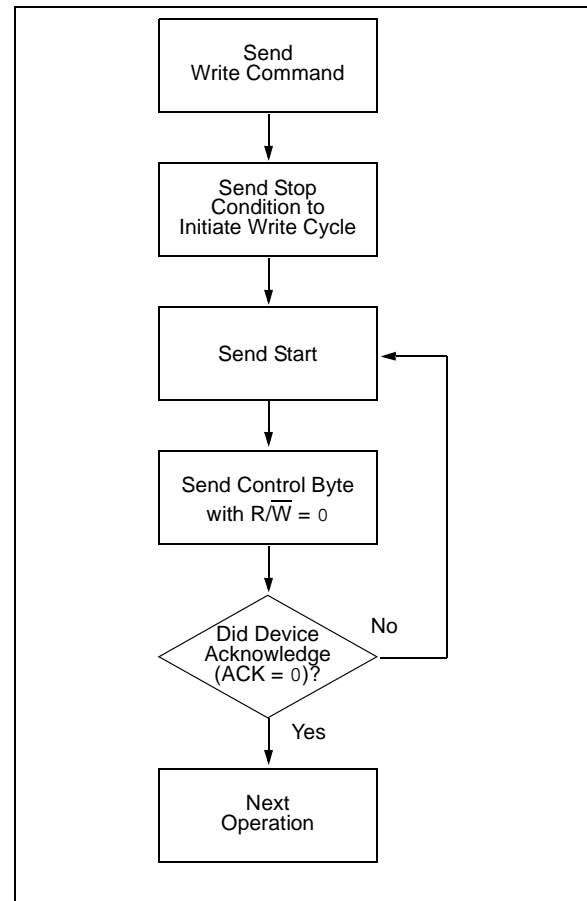 Send
Write Command
Send Stop
Condition to
Initiate Write Cycle
Send Start
Send Control Byte
with R/W̅ = 0
Did Device
Acknowledge
(ACK = 0)?
No
Yes
Next
Operation